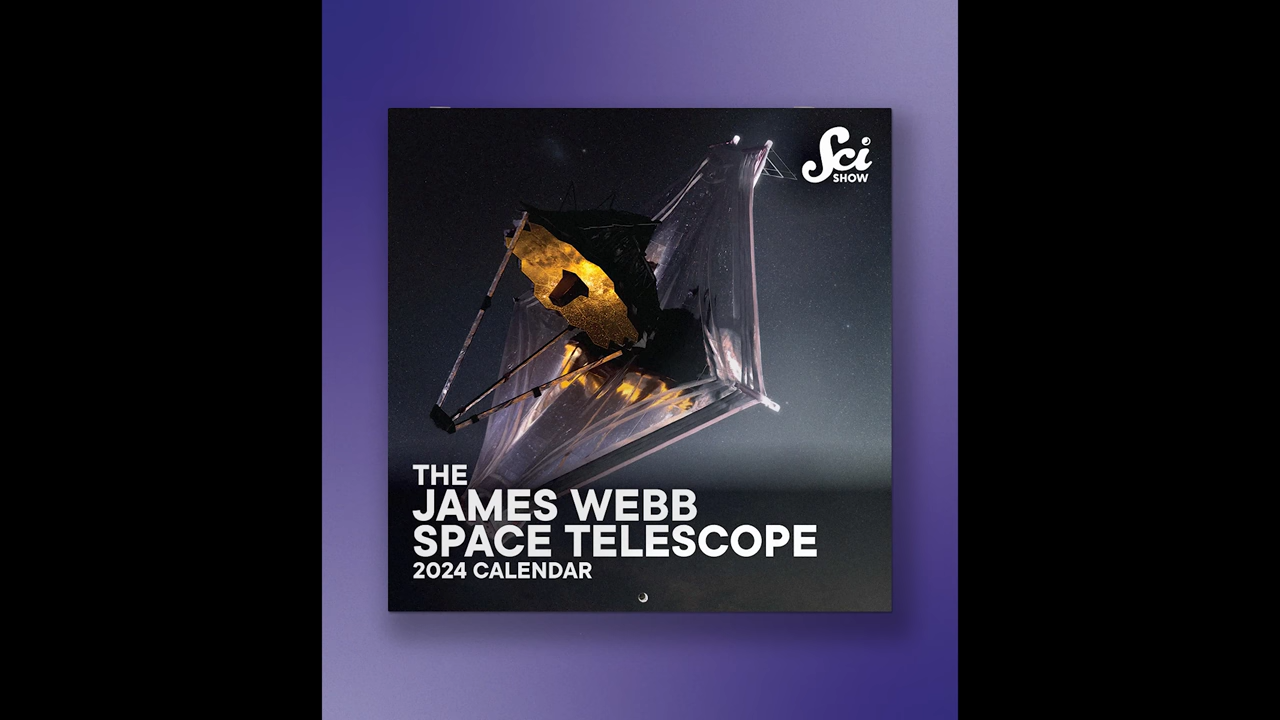 Sci
SHOW
THE
JAMES WEBB
SPACE TELESCOPE
2024 CALENDAR